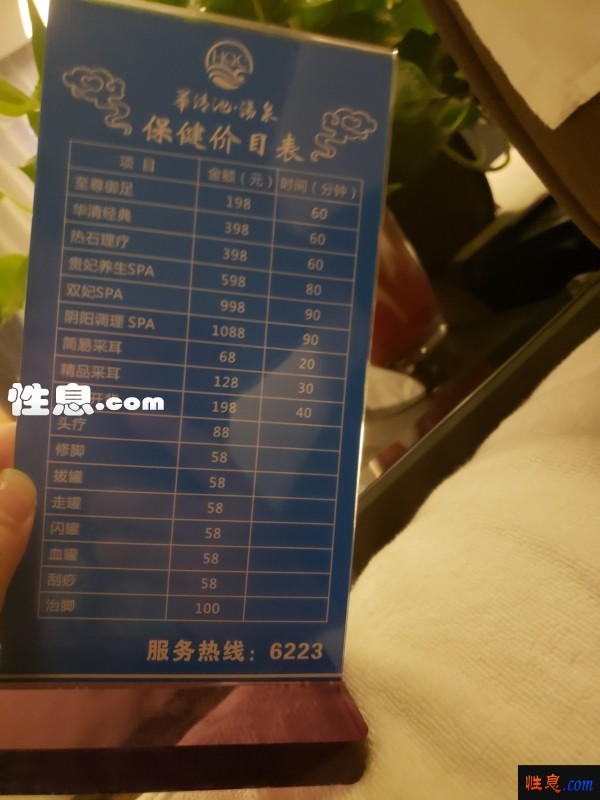 HQC
华清池·汤泉
保健价目表
项目 金额（元） 时间（分钟）
至尊御足 198 60
华清经典 398 60
热石理疗 398 60
贵妃养生SPA 598 80
双妃SPA 998 90
阴阳调理 SPA 1088 90
简易采耳 68 20
精品采耳 128 30
198 40
头疗 88
修脚 58
拔罐 58
走罐 58
闪罐 58
血罐 58
刮痧 58
治脚 100
服务热线：6223
性息.com
性息.com